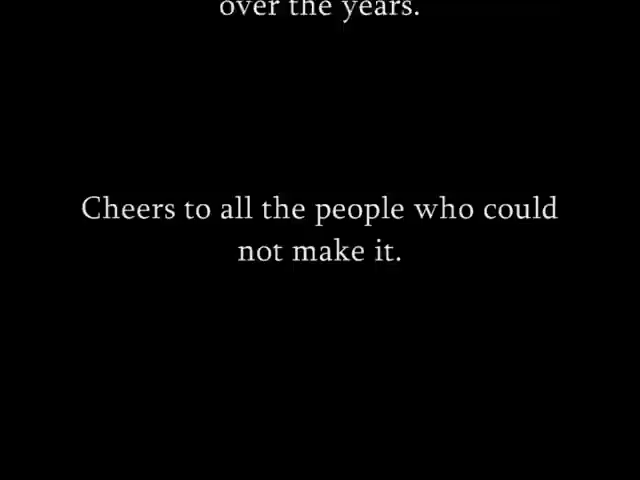 over the years.
Cheers to all the people who could
not make it.